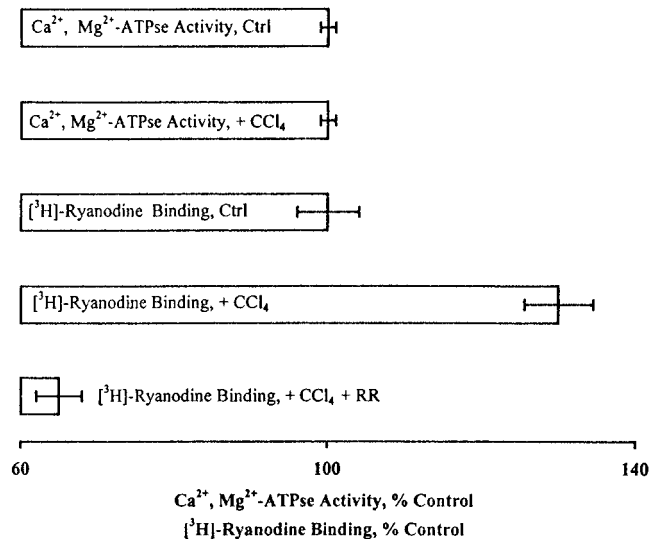 Ca²⁺, Mg²⁺-ATPse Activity, Ctrl
Ca²⁺, Mg²⁺-ATPse Activity, + CCl₄
[³H]-Ryanodine Binding, Ctrl
[³H]-Ryanodine Binding, + CCl₄
[³H]-Ryanodine Binding, + CCl₄ + RR
60 100 140
Ca²⁺, Mg²⁺-ATPse Activity, % Control
[³H]-Ryanodine Binding, % Control